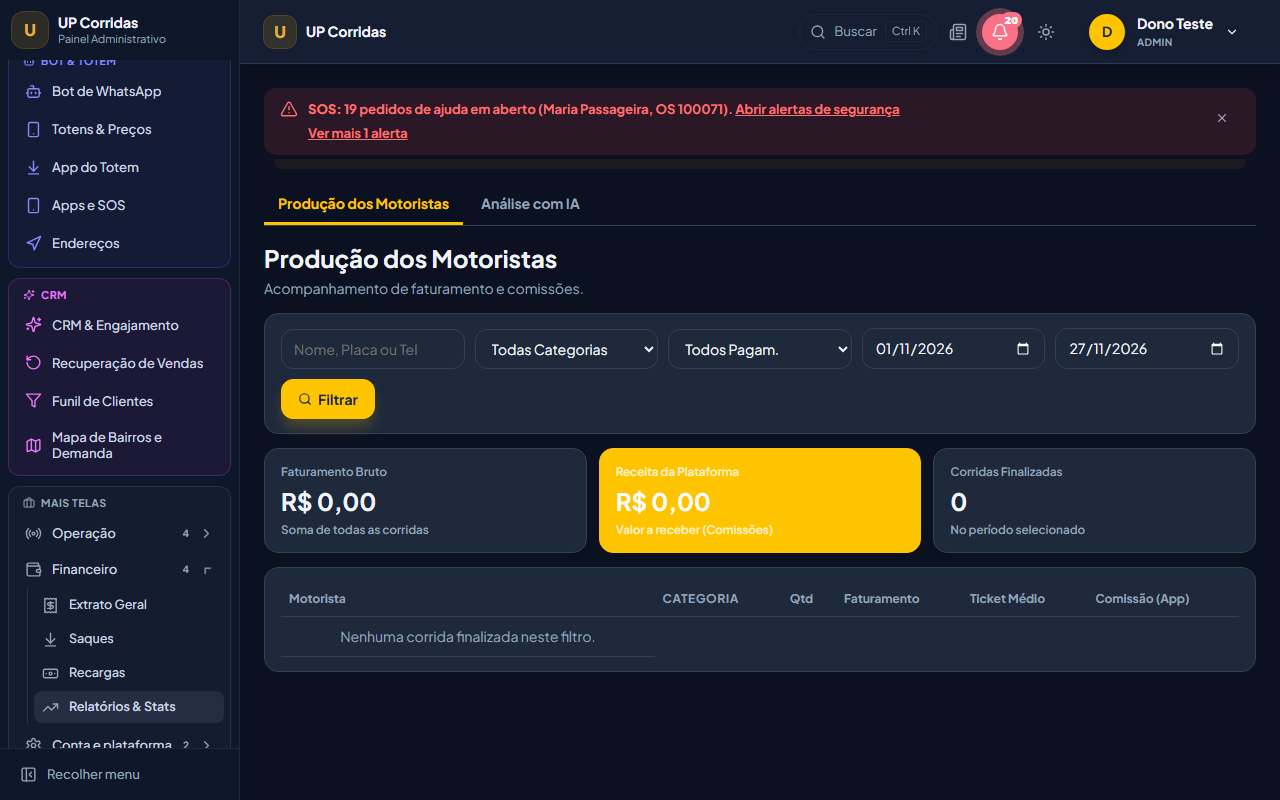 U
UP Corridas
Painel Administrativo
BOT & TOTEM
Bot de WhatsApp
Totens & Preços
App do Totem
Apps e SOS
Endereços
CRM
CRM & Engajamento
Recuperação de Vendas
Funil de Clientes
Mapa de Bairros e
Demanda
MAIS TELAS
Operação 4
Financeiro 4
Extrato Geral
Saques
Recargas
Relatórios & Stats
Conta e plataforma 2
Recolher menu
U UP Corridas
Buscar Ctrl K
20
D
Dono Teste
ADMIN
SOS: 19 pedidos de ajuda em aberto (Maria Passageira, OS 100071). Abrir alertas de segurança
Ver mais 1 alerta
Produção dos Motoristas Análise com IA
Produção dos Motoristas
Acompanhamento de faturamento e comissões.
Nome, Placa ou Tel Todas Categorias Todos Pagam. 01/11/2026 27/11/2026
Filtrar
Faturamento Bruto
R$ 0,00
Soma de todas as corridas
Receita da Plataforma
R$ 0,00
Valor a receber (Comissões)
Corridas Finalizadas
0
No período selecionado
Motorista CATEGORIA Qtd Faturamento Ticket Médio Comissão (App)
Nenhuma corrida finalizada neste filtro.